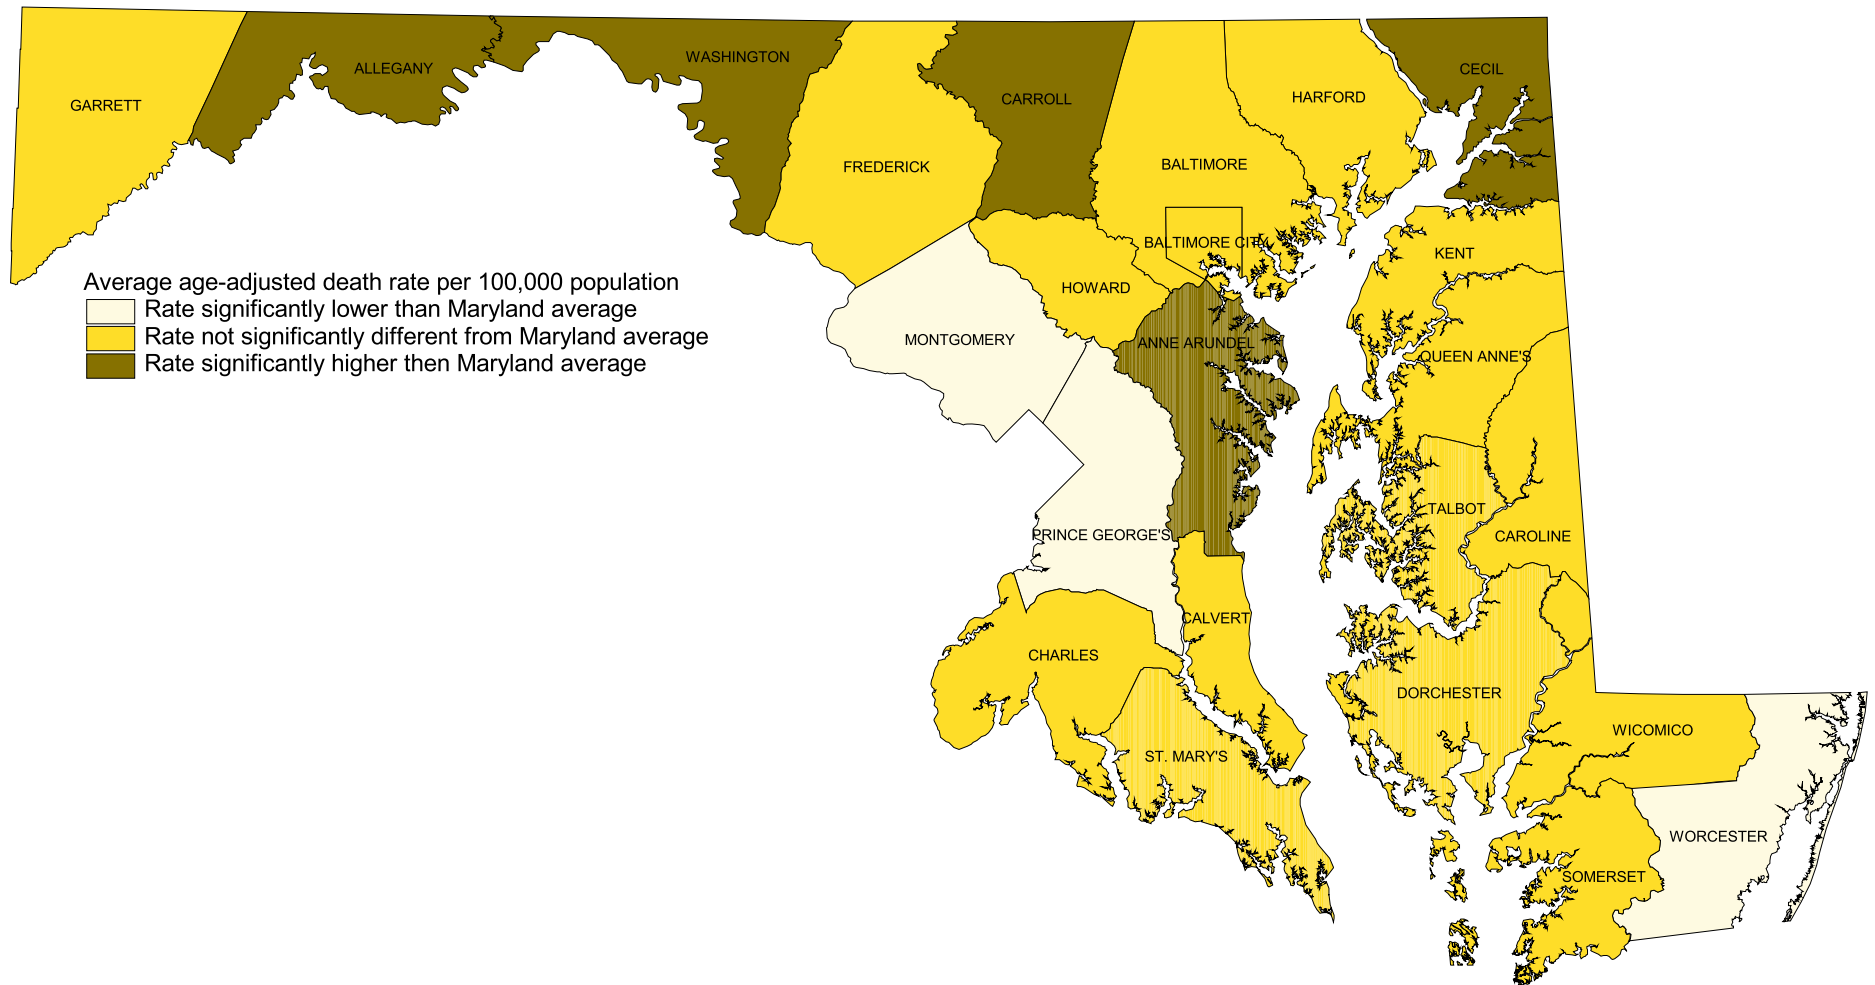 WASHINGTON
ALLEGANY
CECIL
GARRETT
CARROLL
HARFORD
FREDERICK
BALTIMORE
BALTIMORE CITY
KENT
Average age-adjusted death rate per 100,000 population
Rate significantly lower than Maryland average
Rate not significantly different from Maryland average
Rate significantly higher then Maryland average
HOWARD
MONTGOMERY
ANNE ARUNDEL
QUEEN ANNE'S
TALBOT
PRINCE GEORGE'S
CAROLINE
CALVERT
CHARLES
DORCHESTER
WICOMICO
ST. MARY'S
WORCESTER
SOMERSET